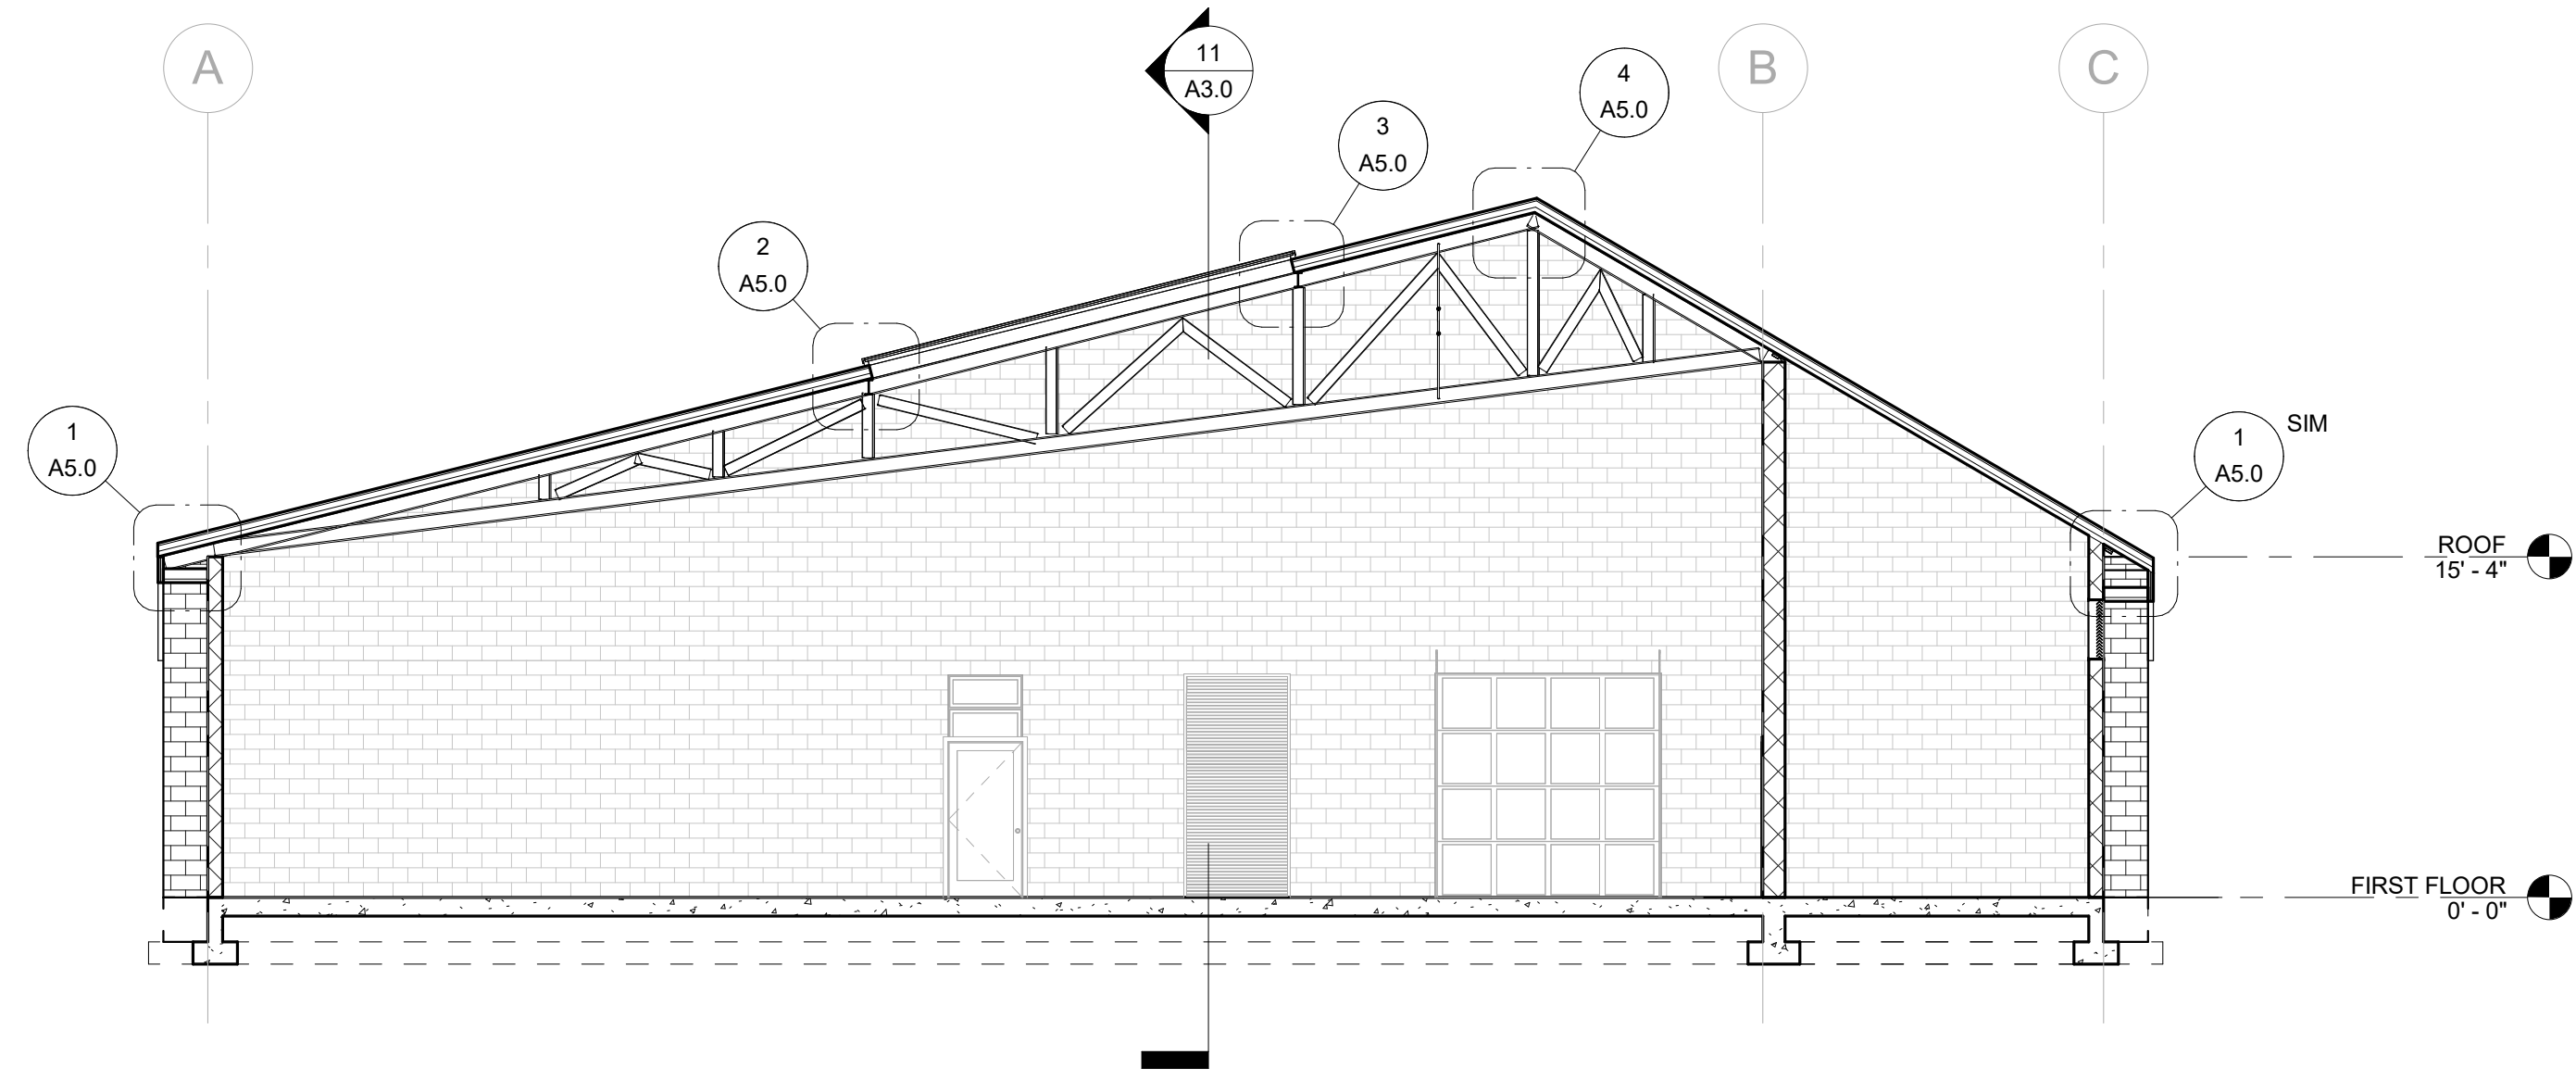 A
11
A3.0
B
C
4
A5.0
3
A5.0
2
A5.0
1
A5.0
1
A5.0
SIM
ROOF
15' - 4"
FIRST FLOOR
0' - 0"